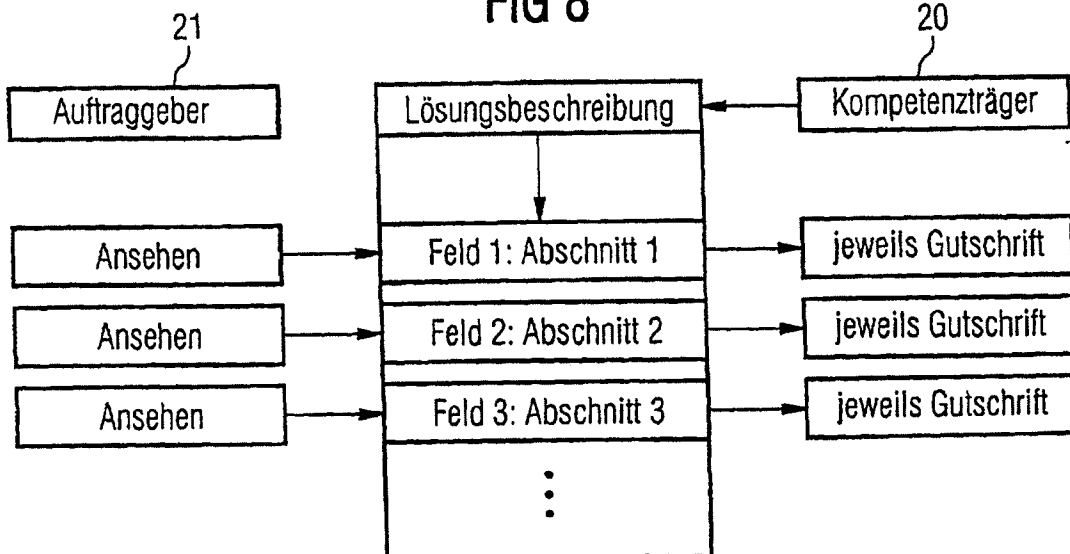 FIG 8
21
20
Auftraggeber
Lösungsbeschreibung
Kompetenzträger
Ansehen
Feld 1: Abschnitt 1
jeweils Gutschrift
Ansehen
Feld 2: Abschnitt 2
jeweils Gutschrift
Ansehen
Feld 3: Abschnitt 3
jeweils Gutschrift